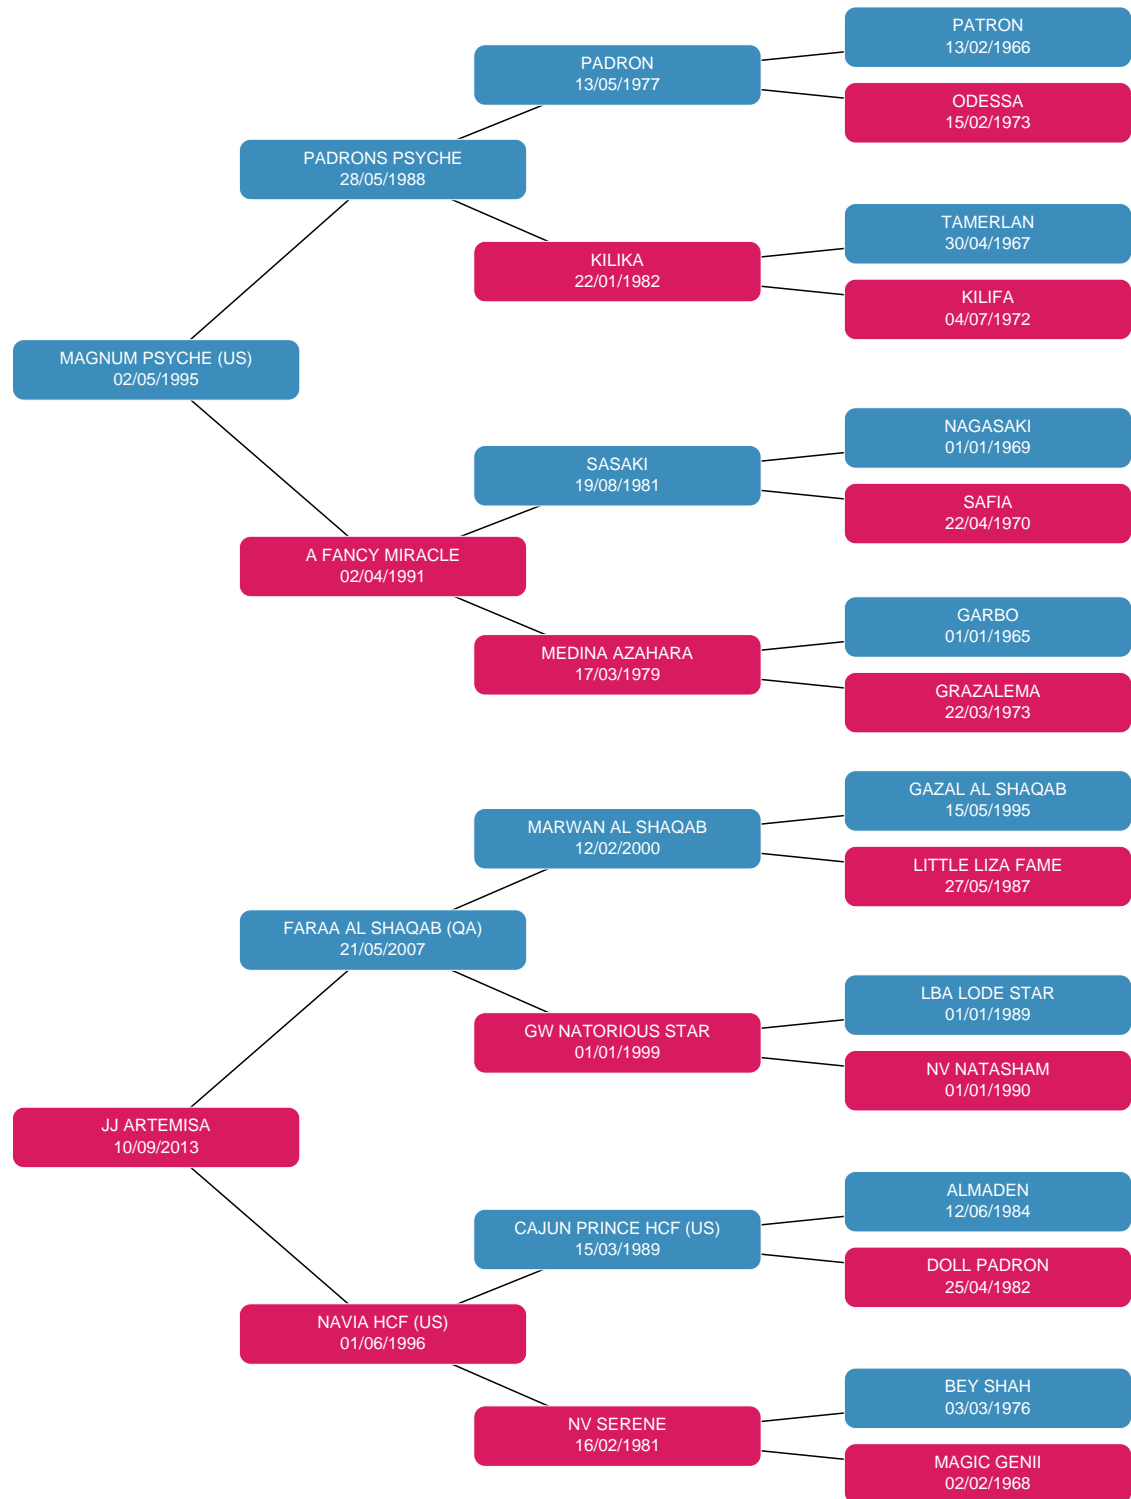 PATRON
13/02/1966
PADRON
13/05/1977
ODESSA
15/02/1973
PADRONS PSYCHE
28/05/1988
TAMERLAN
30/04/1967
KILIKA
22/01/1982
KILIFA
04/07/1972
MAGNUM PSYCHE (US)
02/05/1995
NAGASAKI
01/01/1969
SASAKI
19/08/1981
SAFIA
22/04/1970
A FANCY MIRACLE
02/04/1991
GARBO
01/01/1965
MEDINA AZAHARA
17/03/1979
GRAZALEMA
22/03/1973
GAZAL AL SHAQAB
15/05/1995
MARWAN AL SHAQAB
12/02/2000
LITTLE LIZA FAME
27/05/1987
FARAA AL SHAQAB (QA)
21/05/2007
LBA LODE STAR
01/01/1989
GW NATORIOUS STAR
01/01/1999
NV NATASHAM
01/01/1990
JJ ARTEMISA
10/09/2013
ALMADEN
12/06/1984
CAJUN PRINCE HCF (US)
15/03/1989
DOLL PADRON
25/04/1982
NAVIA HCF (US)
01/06/1996
BEY SHAH
03/03/1976
NV SERENE
16/02/1981
MAGIC GENII
02/02/1968